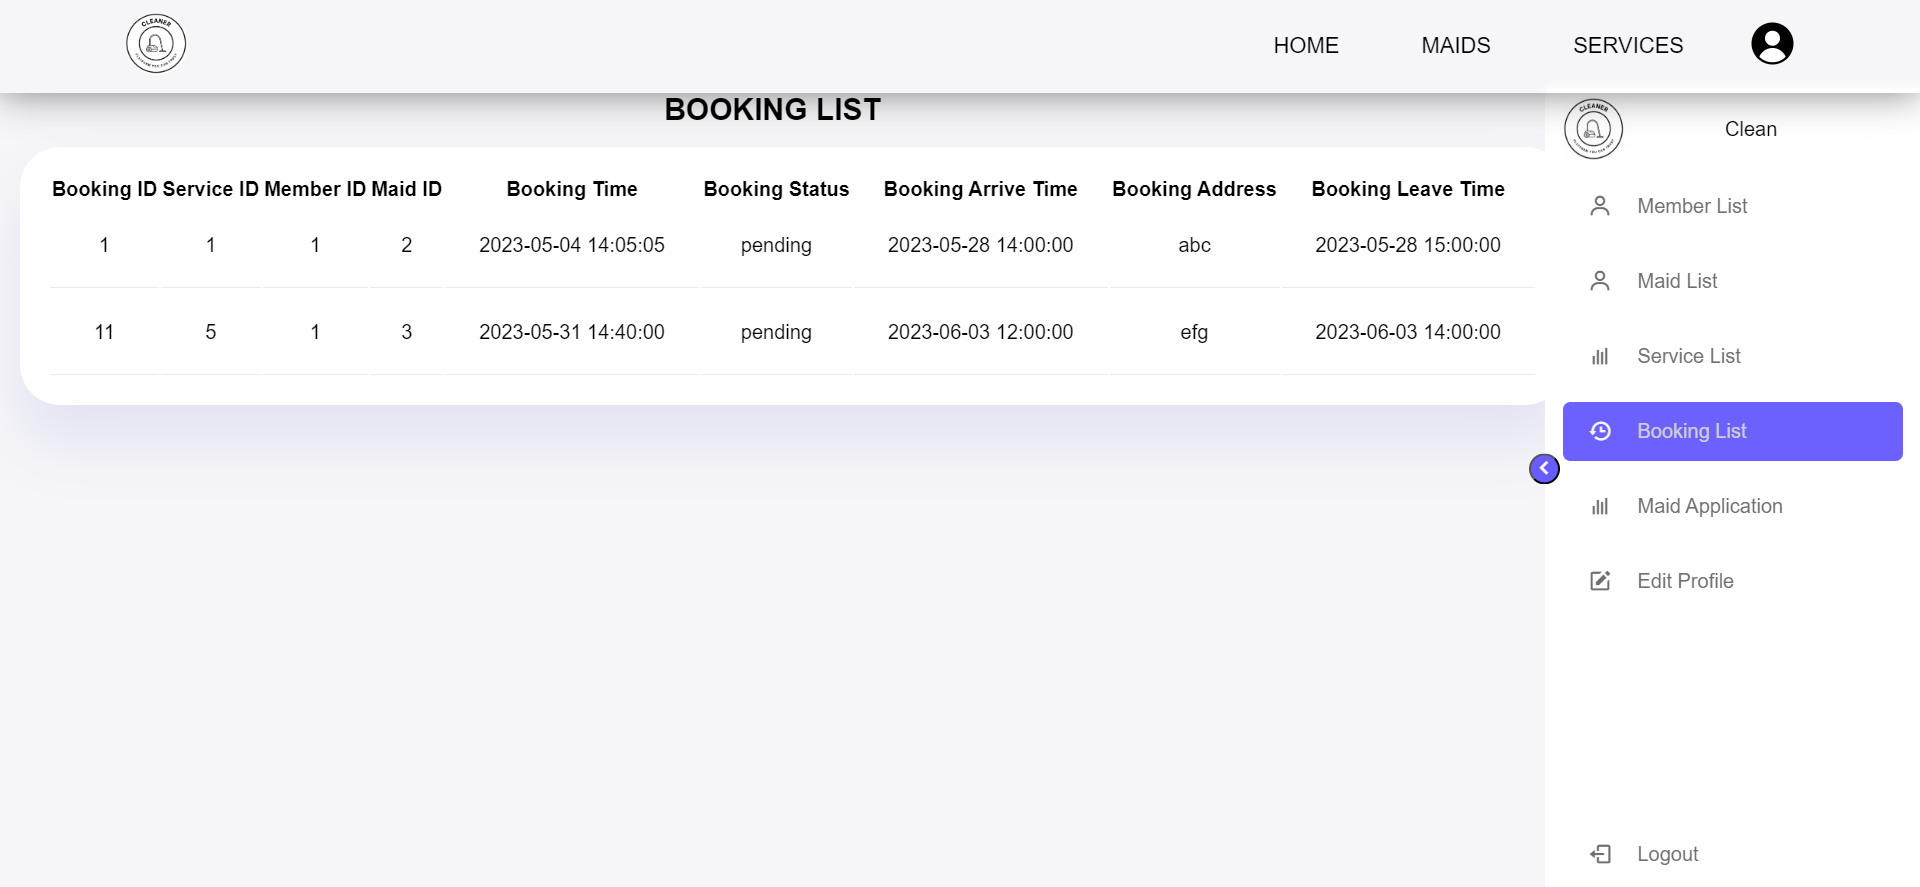 CLEANER
HOME MAIDS SERVICES
BOOKING LIST
CLEANER
Clean
Booking ID Service ID Member ID Maid ID Booking Time Booking Status Booking Arrive Time Booking Address Booking Leave Time
1 1 1 2 2023-05-04 14:05:05 pending 2023-05-28 14:00:00 abc 2023-05-28 15:00:00
11 5 1 3 2023-05-31 14:40:00 pending 2023-06-03 12:00:00 efg 2023-06-03 14:00:00
Member List
Maid List
Service List
Booking List
Maid Application
Edit Profile
Logout